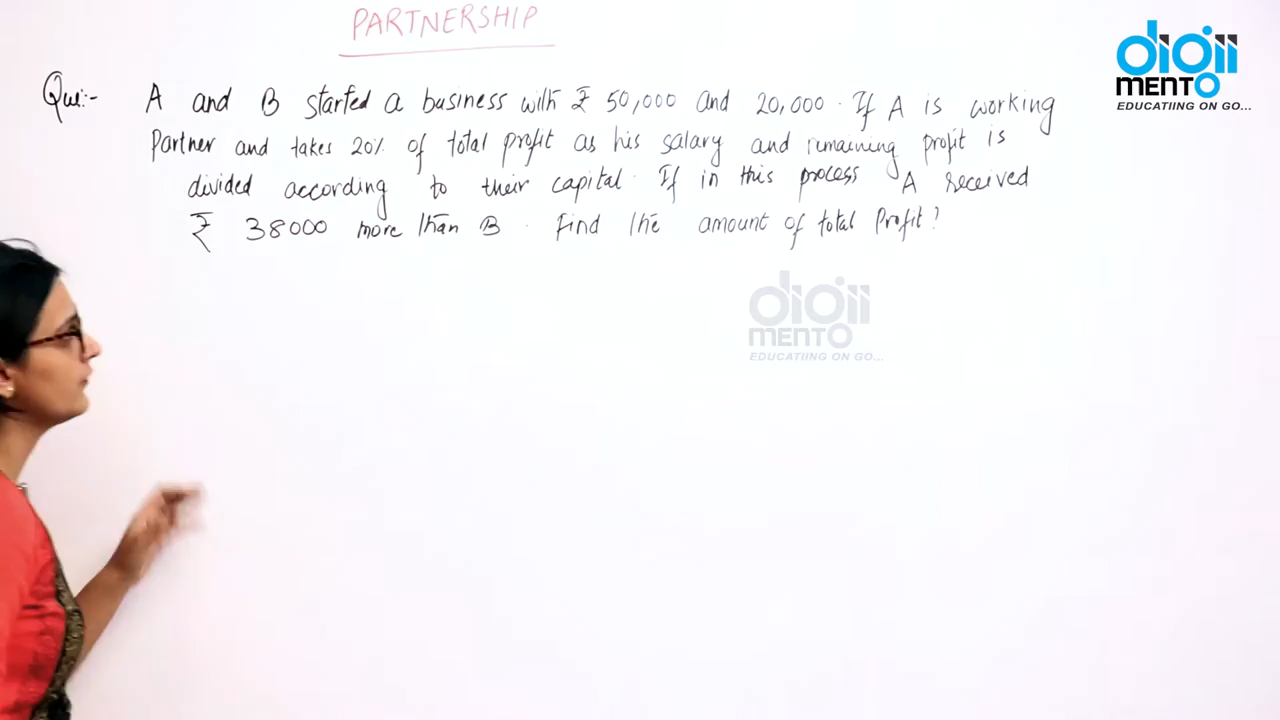 PARTNERSHIP
digii
MENTO
EDUCATIING ON GO...
Que:- A and B started a business with ₹ 50,000 and 20,000. If A is working
Partner and takes 20% of total profit as his salary and remaining profit is
divided according to their capital. If in this process A received
₹ 38000 more than B. Find the amount of total Profit?
digii
MENTO
EDUCATIING ON GO...